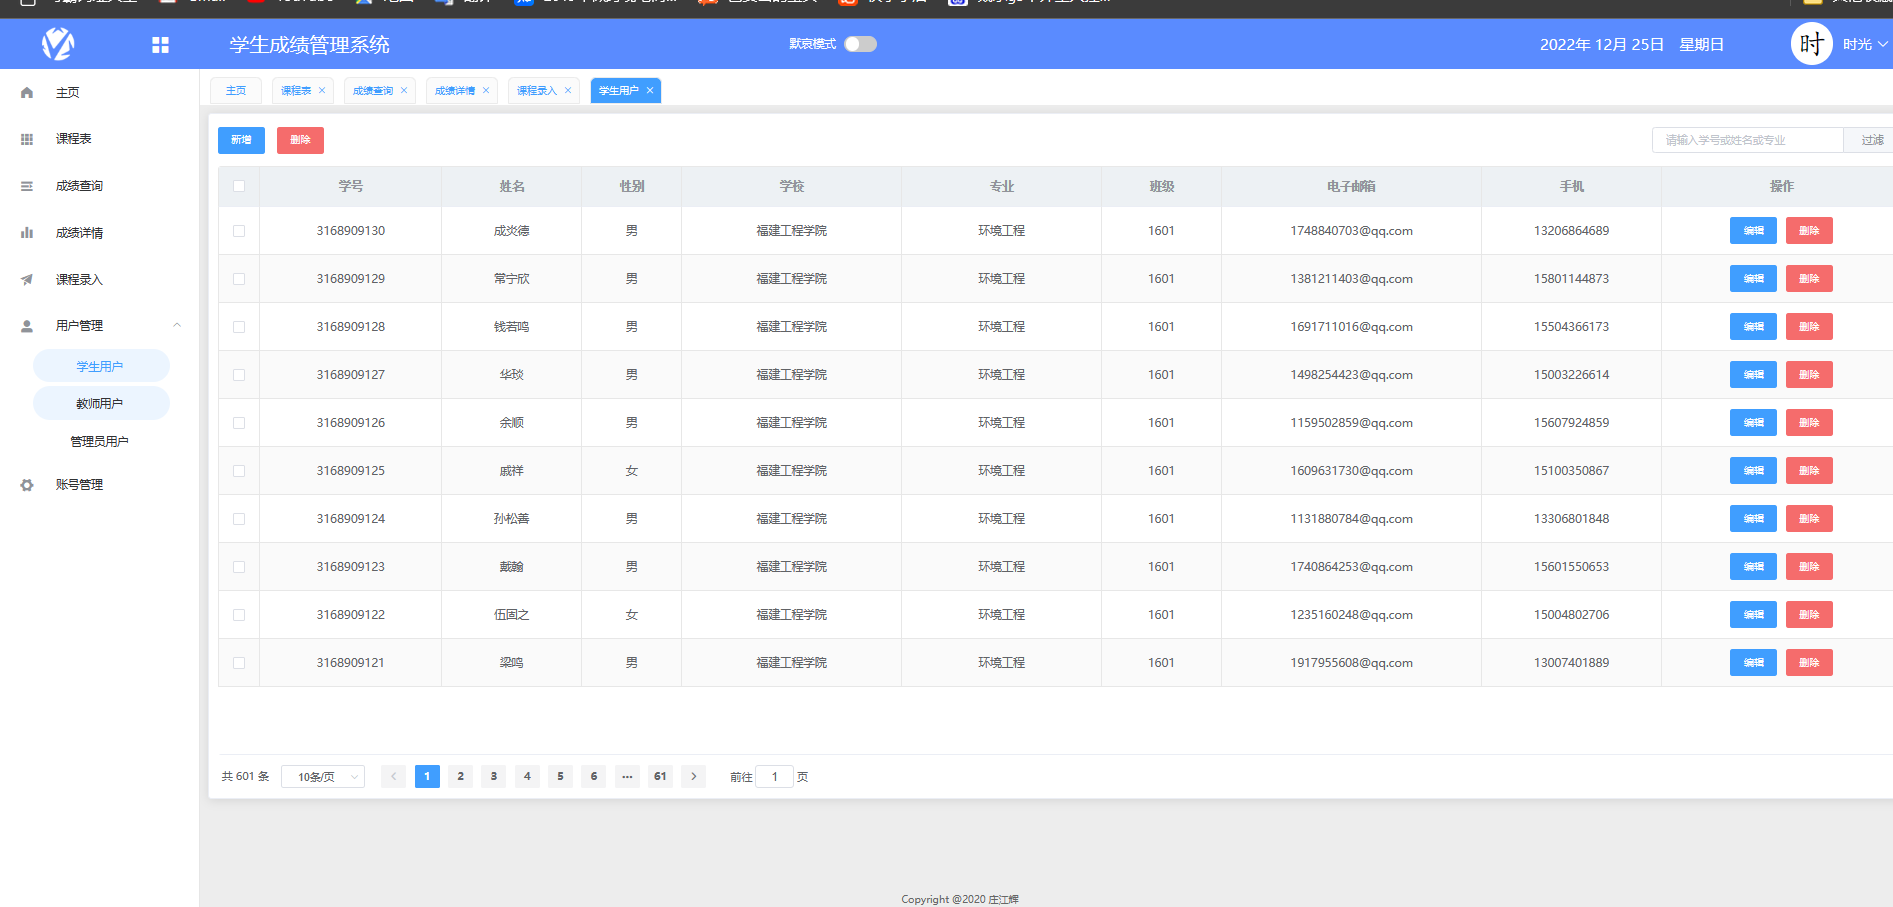 YouTube
学生成绩管理系统 默哀模式 2022年 12月 25日 星期日 时 时光
主页
课程表
成绩查询
成绩详情
课程录入
用户管理
学生用户
教师用户
管理员用户
账号管理
主页 课程表 成绩查询 成绩详情 课程录入 学生用户
新增 删除 请输入学号或姓名或专业 过滤
学号 姓名 性别 学校 专业 班级 电子邮箱 手机 操作
3168909130 成炎德 男 福建工程学院 环境工程 1601 1748840703@qq.com 13206864689 编辑 删除
3168909129 常宁欣 男 福建工程学院 环境工程 1601 1381211403@qq.com 15801144873 编辑 删除
3168909128 钱若鸣 男 福建工程学院 环境工程 1601 1691711016@qq.com 15504366173 编辑 删除
3168909127 华琰 男 福建工程学院 环境工程 1601 1498254423@qq.com 15003226614 编辑 删除
3168909126 余顺 男 福建工程学院 环境工程 1601 1159502859@qq.com 15607924859 编辑 删除
3168909125 戚祥 女 福建工程学院 环境工程 1601 1609631730@qq.com 15100350867 编辑 删除
3168909124 孙松善 男 福建工程学院 环境工程 1601 1131880784@qq.com 13306801848 编辑 删除
3168909123 戴翰 男 福建工程学院 环境工程 1601 1740864253@qq.com 15601550653 编辑 删除
3168909122 伍固之 女 福建工程学院 环境工程 1601 1235160248@qq.com 15004802706 编辑 删除
3168909121 梁鸣 男 福建工程学院 环境工程 1601 1917955608@qq.com 13007401889 编辑 删除
共 601 条 10条/页 1 2 3 4 5 6 ... 61 前往 1 页
Copyright @2020 庄江辉